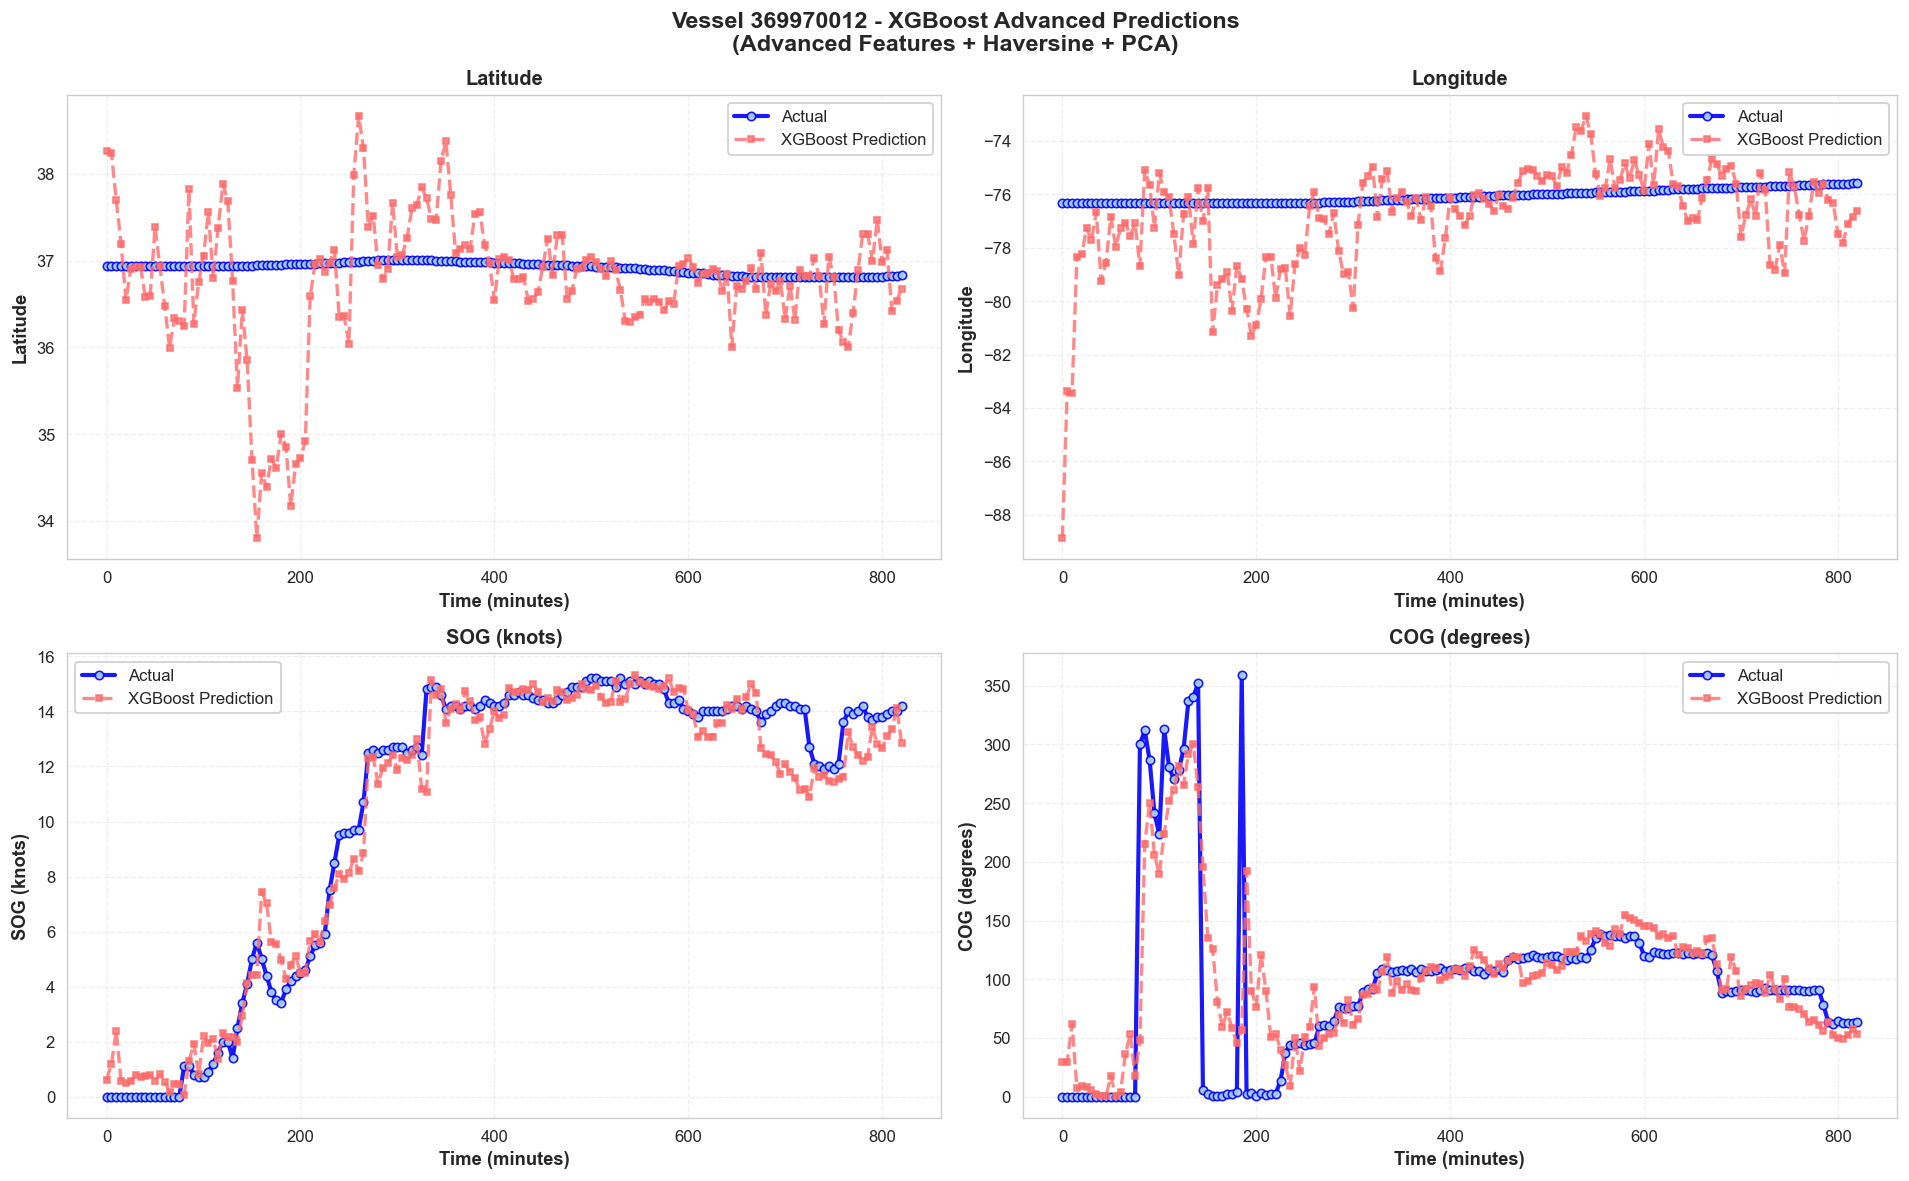 Vessel 369970012 - XGBoost Advanced Predictions
(Advanced Features + Haversine + PCA)
Latitude
Actual
XGBoost Prediction
Latitude
38
37
36
35
34
0 200 400 600 800
Time (minutes)
Longitude
Actual
XGBoost Prediction
Longitude
−74
−76
−78
−80
−82
−84
−86
−88
0 200 400 600 800
Time (minutes)
SOG (knots)
Actual
XGBoost Prediction
SOG (knots)
16
14
12
10
8
6
4
2
0
0 200 400 600 800
Time (minutes)
COG (degrees)
Actual
XGBoost Prediction
COG (degrees)
350
300
250
200
150
100
50
0
0 200 400 600 800
Time (minutes)